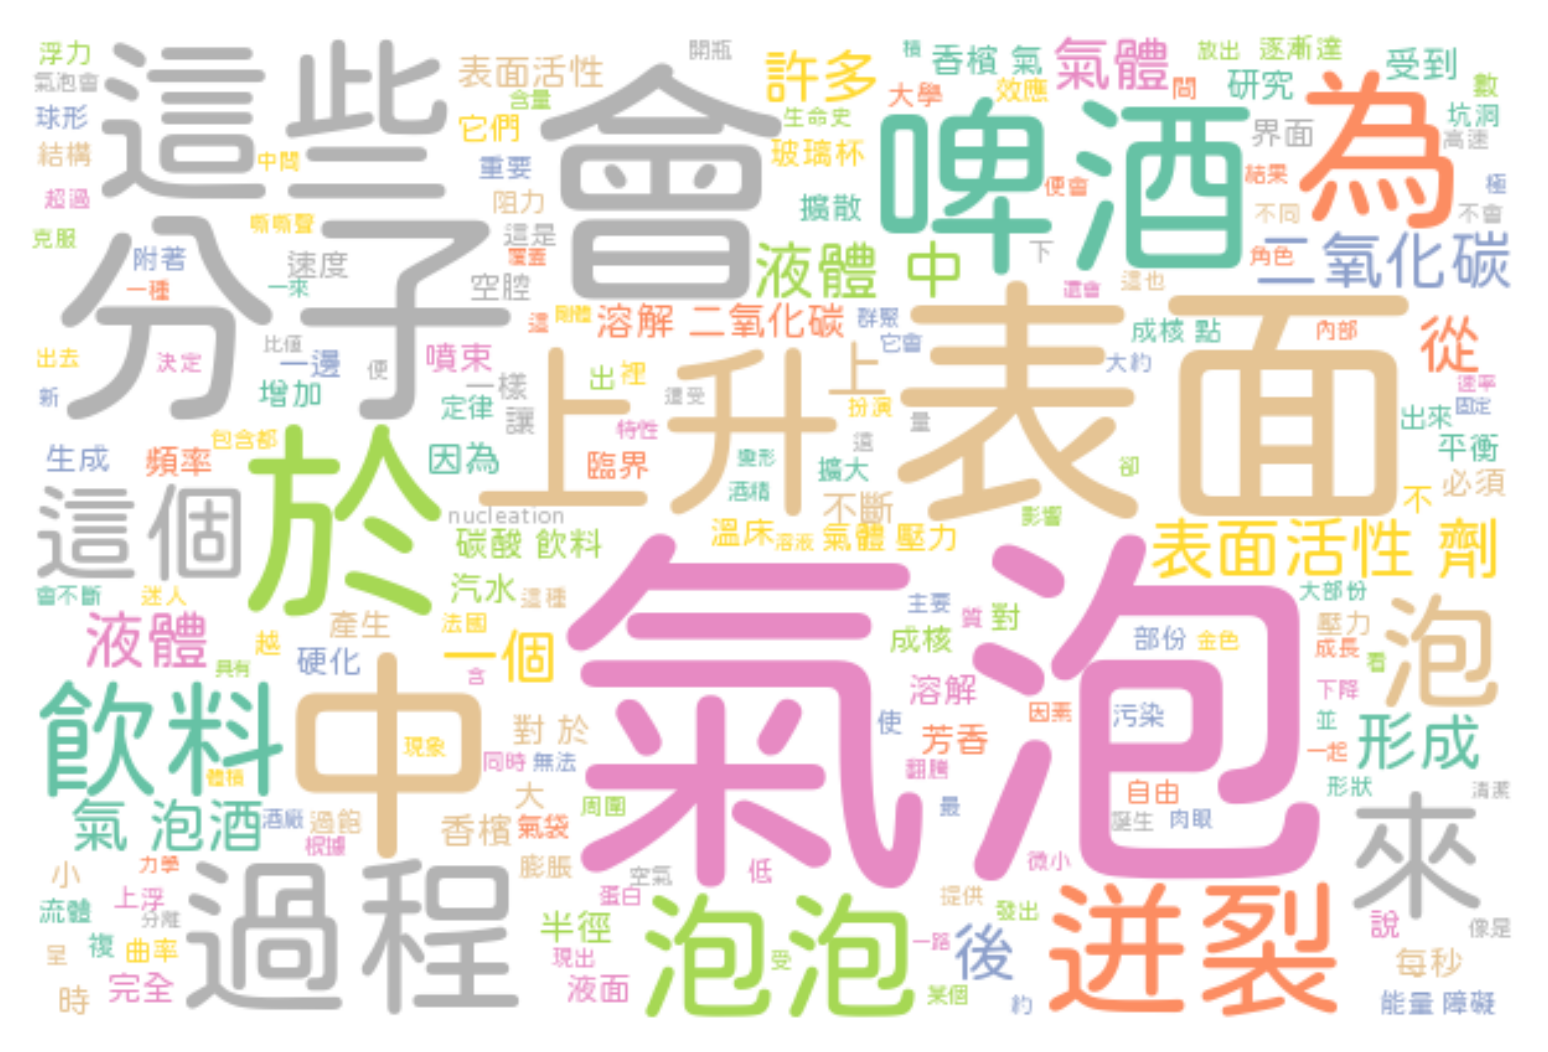 浮力
這些
表面活性
開瓶
會
許多
積
香檳 氣
氣體
放出
逐漸達
受到
氣泡會
含量
大學
效應
間
研究
為
數
球形
它們
生命史
啤酒
界面
坑洞
結構
中間
重要
玻璃杯
高速
超過
阻力
擴散
便會
結果
極
克服
嘶嘶聲
這是
覆蓋
不同
不會
分子
附著
速度
空腔
液體 中
下
角色
二氧化碳
一種
一來
還會
這也
這
剛體
溶解 二氧化碳
群聚
表面
成核 點
內部
從
出去
決定
比值
一邊
便
噴束
上升
上
它會
大約
新
增加
一樣
出
裡
還受
扮演
速率
定律
讓
特性
這
量
出來
固定
生成
頻率
包含都
於
因為
臨界
變形
擴大
卻
平衡
這個
酒精
不斷
影響
不
必須
nucleation
碳酸 飲料
溫床
溶液
氣體 壓力
表面活性 劑
會不斷
迷人
汽水
這種
氣泡
主要
大部份
泡
液體
越
產生
法國
質
對
成核
部份
金色
壓力
具有
硬化
一個
含
成長
看
飲料
中
現象
體積
對 於
溶解
下降
使
因素
污染
並
形成
同時
無法
芳香
一起
翻騰
氣 泡酒
酒廠
過飽
大
周圍
最
自由
形狀
清潔
根據
香檳
氣袋
誕生
肉眼
來
小
力學
過程
膨脹
空氣
低
微小
流體
上浮
分離
蛋白
提供
迸裂
呈
複
曲率
半徑
泡泡
發出
說
像是
現出
受
一路
後
每秒
時
完全
液面
某個
約
能量 障礙